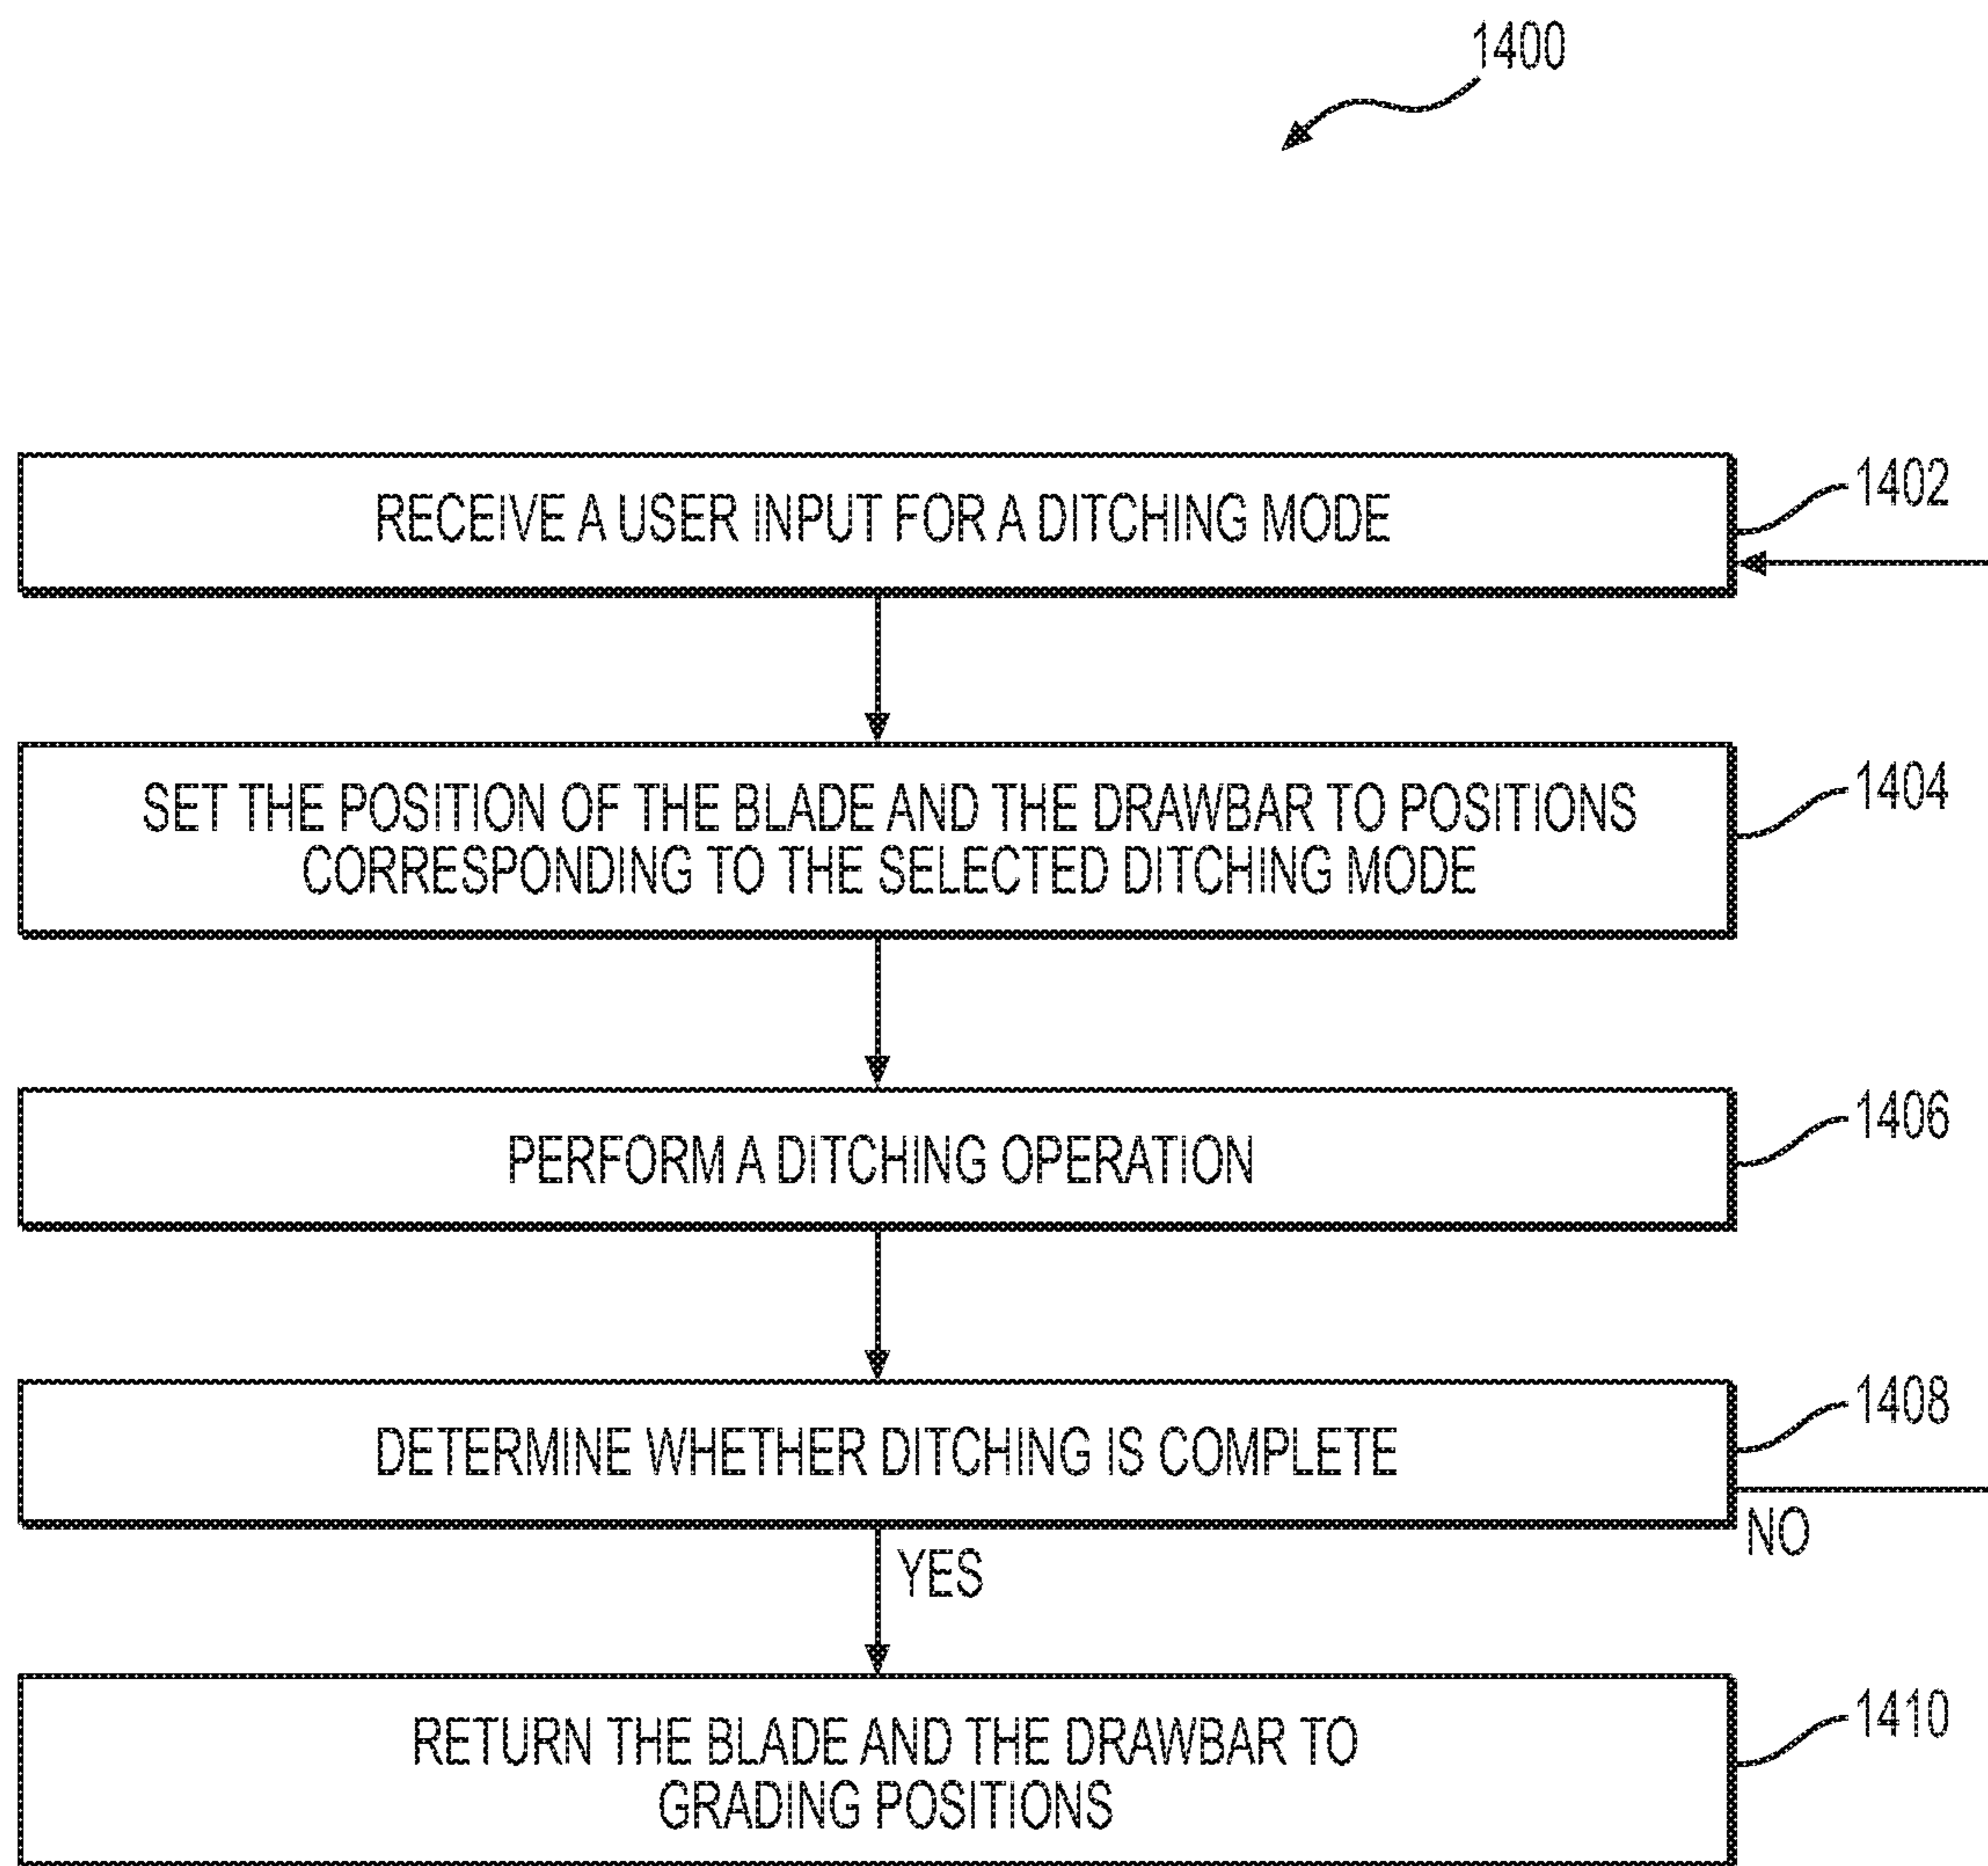 1400
RECEIVE A USER INPUT FOR A DITCHING MODE
1402
SET THE POSITION OF THE BLADE AND THE DRAWBAR TO POSITIONS
CORRESPONDING TO THE SELECTED DITCHING MODE
1404
PERFORM A DITCHING OPERATION
1406
DETERMINE WHETHER DITCHING IS COMPLETE
1408
NO
YES
RETURN THE BLADE AND THE DRAWBAR TO
GRADING POSITIONS
1410